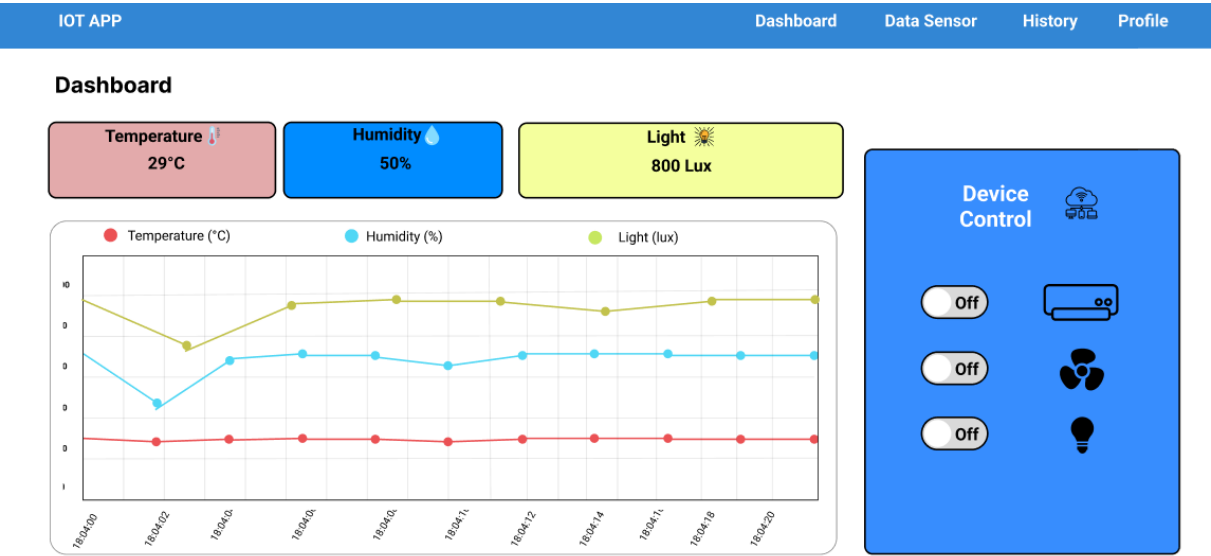 IOT APP
Dashboard
Data Sensor
History
Profile
Dashboard
Temperature
29°C
Humidity
50%
Light
800 Lux
Device
Control
Temperature (°C)
Humidity (%)
Light (lux)
Off
Off
Off
18:04:00
18:04:02
18:04:12
18:04:14
18:04:18
18:04:20